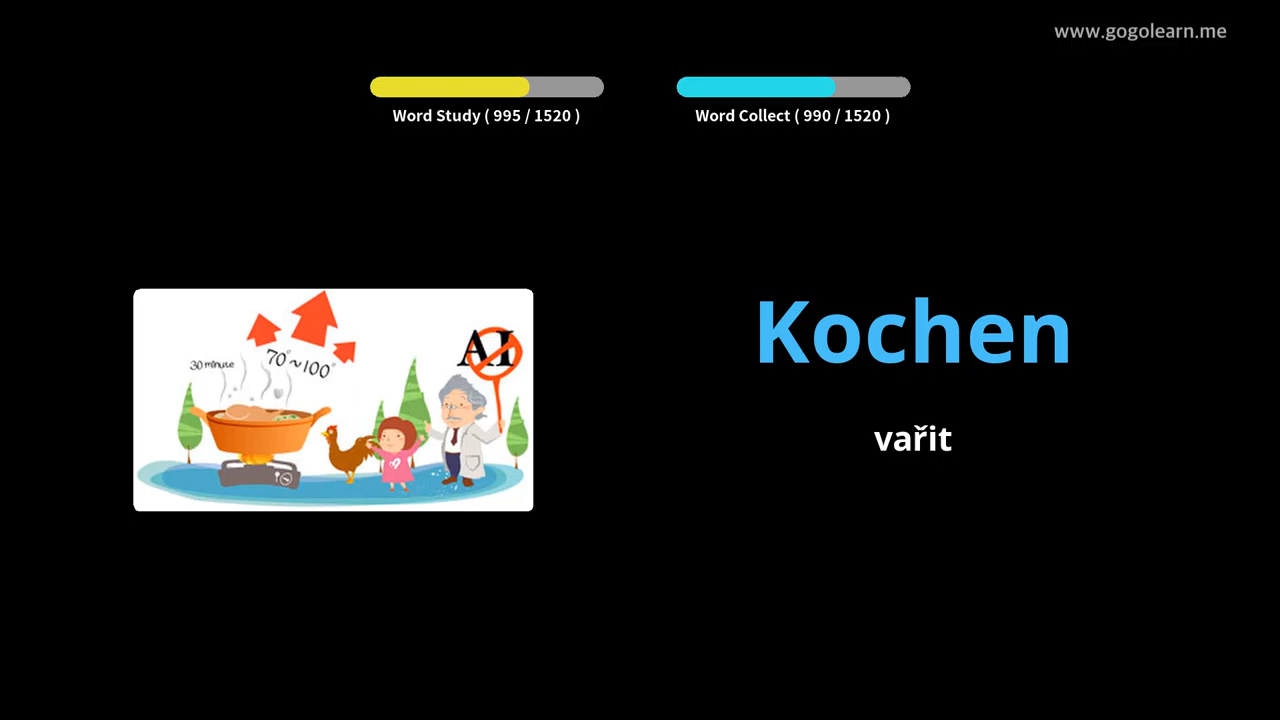 www.gogolearn.me
Word Study ( 995 / 1520 )
Word Collect ( 990 / 1520 )
30 minute
70°~100°
AI
Kochen
vařit